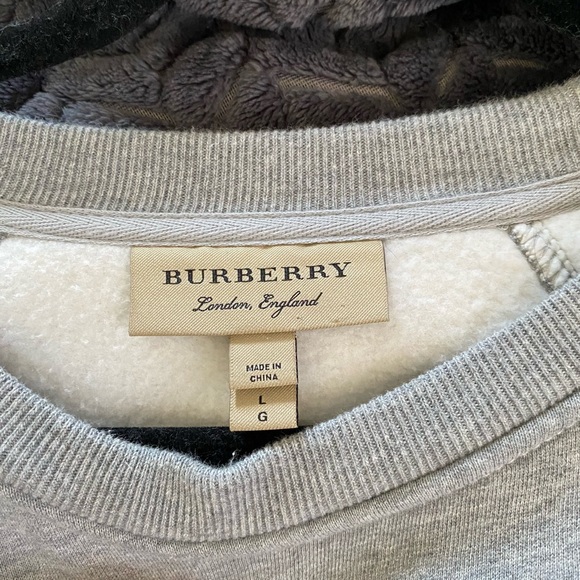 BURBERRY
London, England
MADE IN
CHINA
L
G